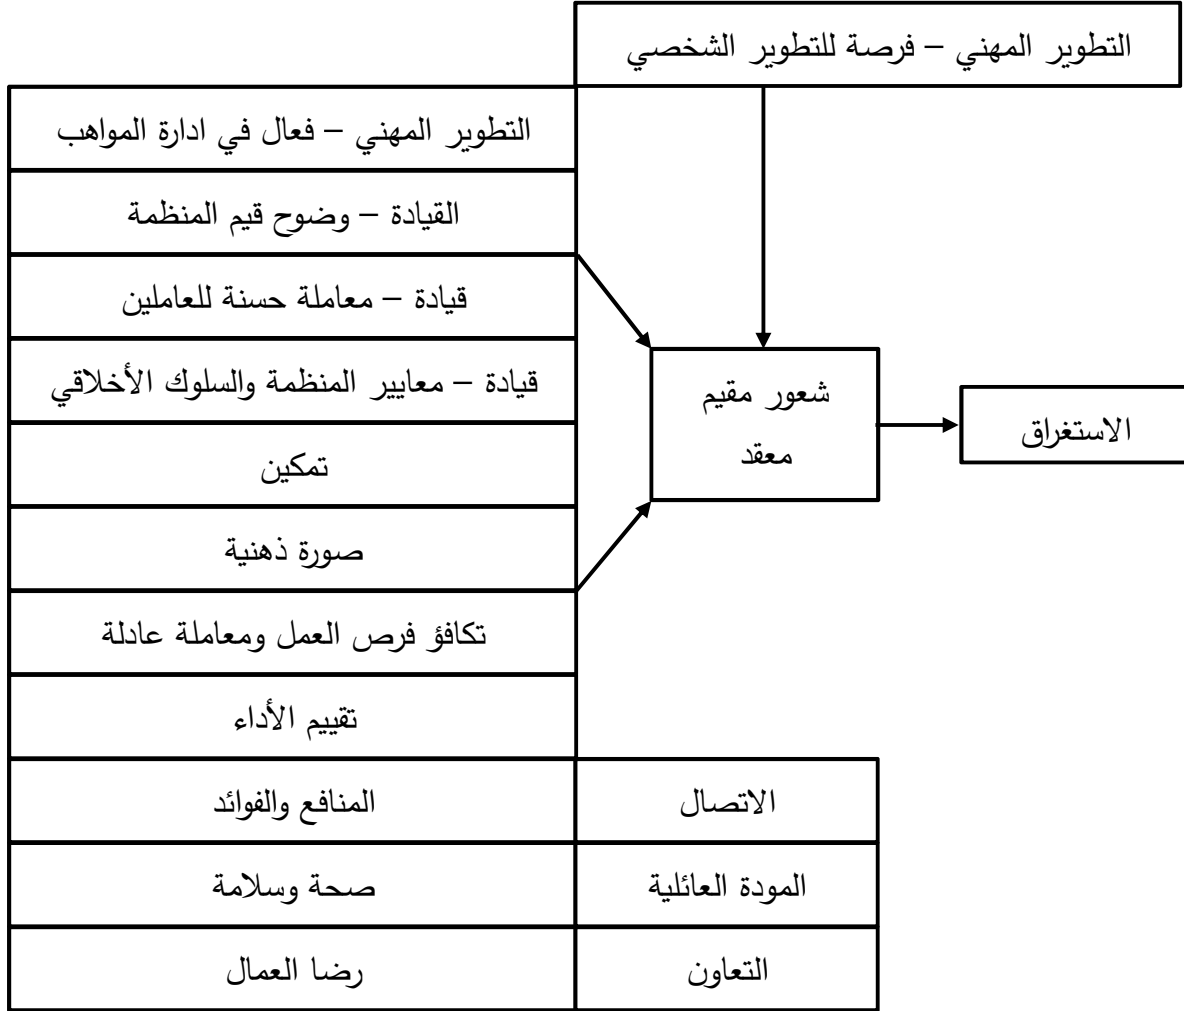 التطوير المهني – فرصة للتطوير الشخصي
التطوير المهني – فعال في ادارة المواهب
القيادة – وضوح قيم المنظمة
قيادة – معاملة حسنة للعاملين
قيادة – معايير المنظمة والسلوك الأخلاقي
تمكين
صورة ذهنية
تكافؤ فرص العمل ومعاملة عادلة
تقييم الأداء
شعور مقيم
معقد
الاستغراق
الاتصال
المنافع والفوائد
المودة العائلية
صحة وسلامة
التعاون
رضا العمال